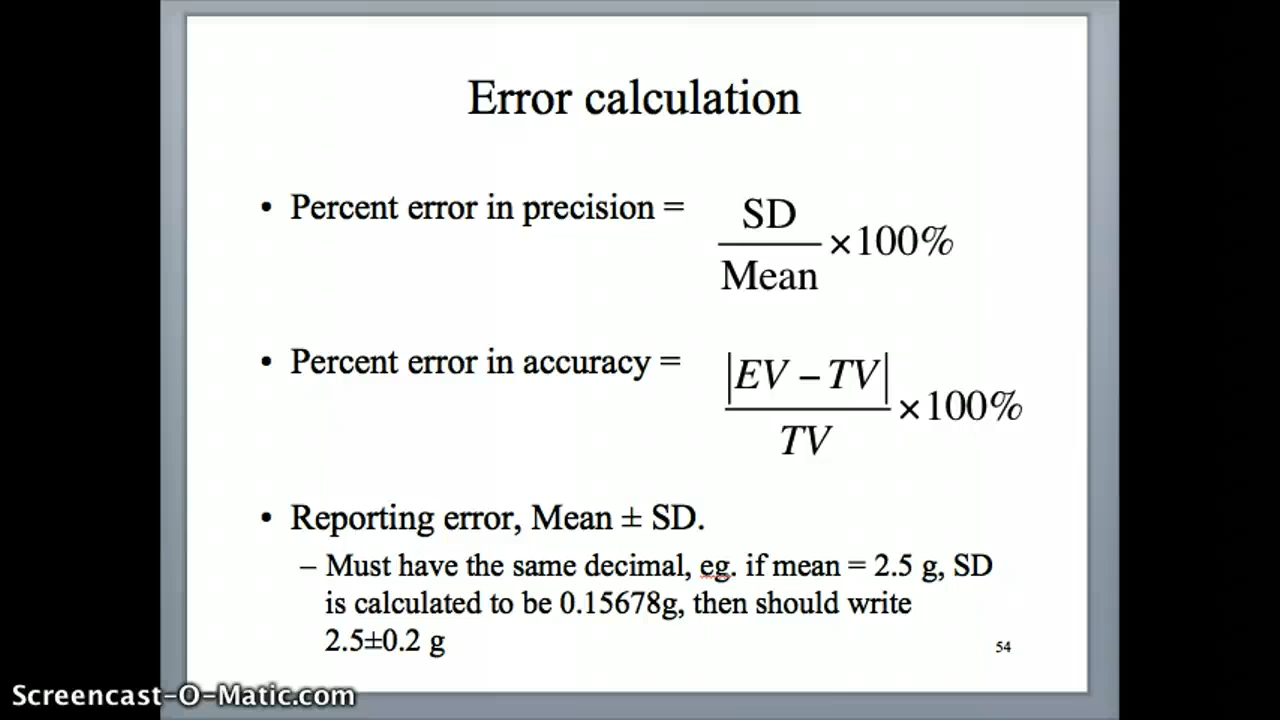 Error calculation
• Percent error in precision = SD / Mean ×100%
• Percent error in accuracy = |EV – TV| / TV ×100%
• Reporting error, Mean ± SD.
– Must have the same decimal, eg. if mean = 2.5 g, SD
is calculated to be 0.15678g, then should write
2.5±0.2 g
54
Screencast-O-Matic.com